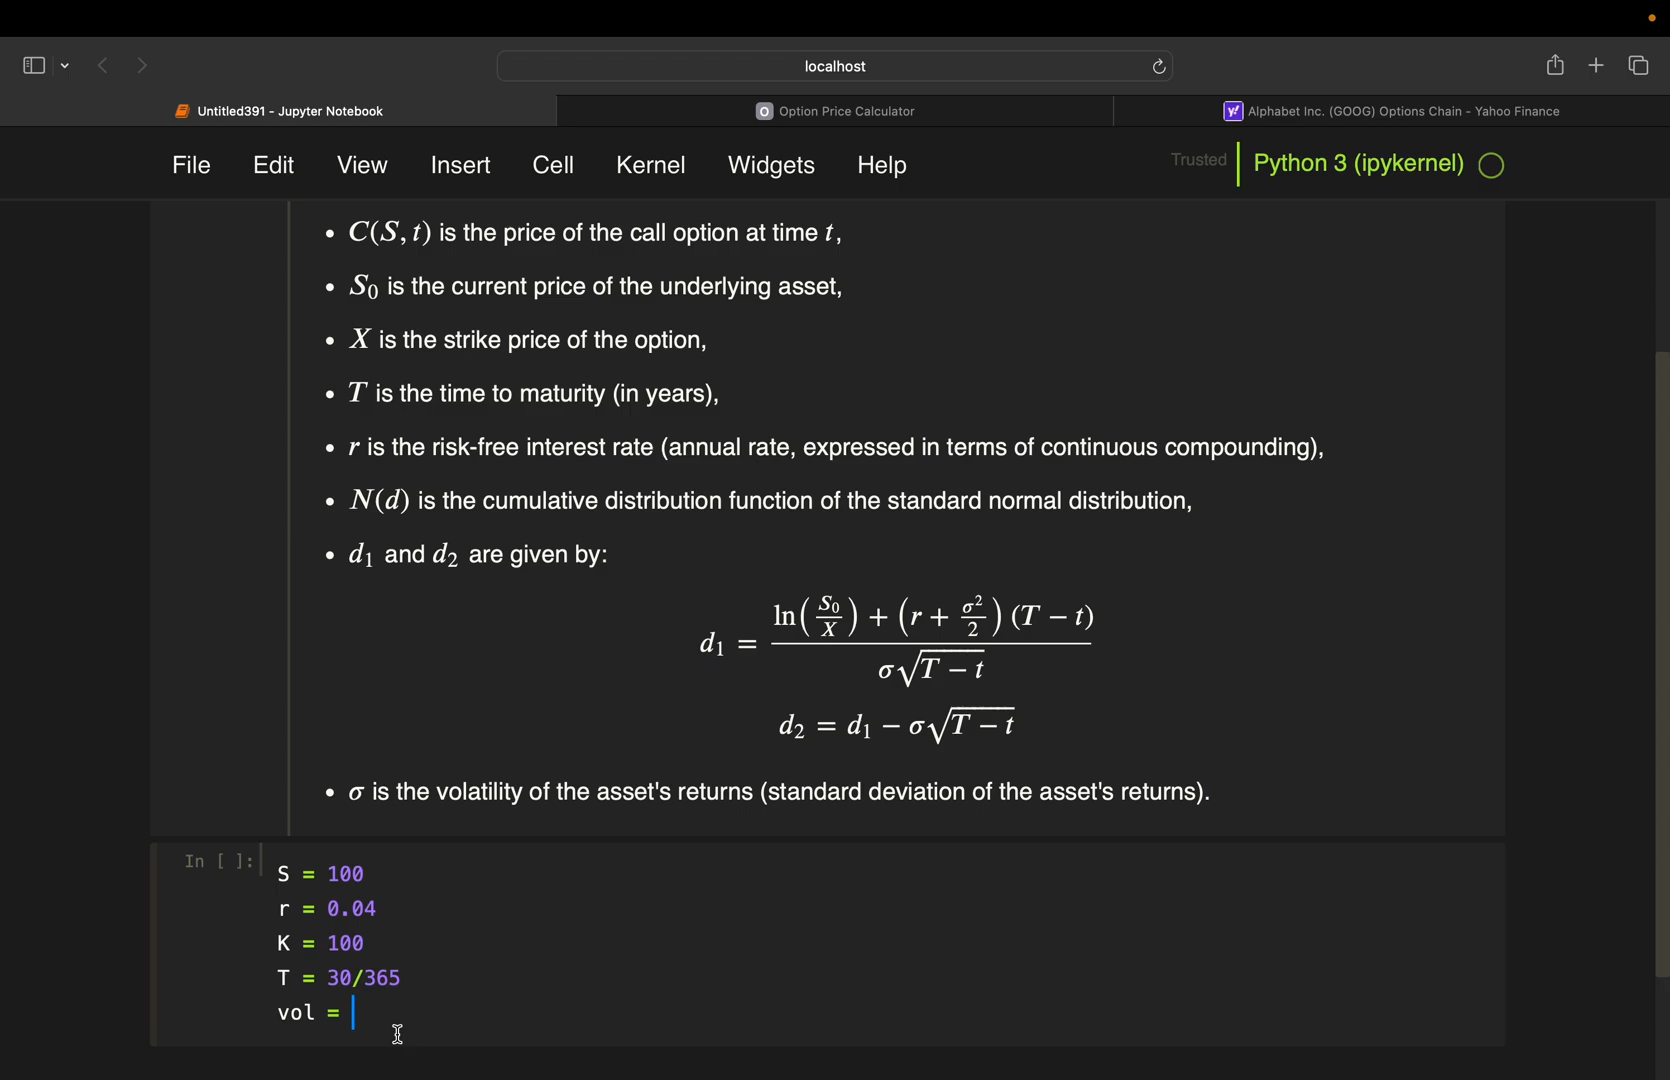 localhost
Untitled391 - Jupyter Notebook
Option Price Calculator
Alphabet Inc. (GOOG) Options Chain - Yahoo Finance
File Edit View Insert Cell Kernel Widgets Help Trusted Python 3 (ipykernel)
• C(S, t) is the price of the call option at time t,
• S₀ is the current price of the underlying asset,
• X is the strike price of the option,
• T is the time to maturity (in years),
• r is the risk-free interest rate (annual rate, expressed in terms of continuous compounding),
• N(d) is the cumulative distribution function of the standard normal distribution,
• d₁ and d₂ are given by:
d₁ = (ln(S₀/X) + (r + σ²/2)(T − t)) / (σ√(T − t))
d₂ = d₁ − σ√(T − t)
• σ is the volatility of the asset's returns (standard deviation of the asset's returns).
In [ ]:
S = 100
r = 0.04
K = 100
T = 30/365
vol =